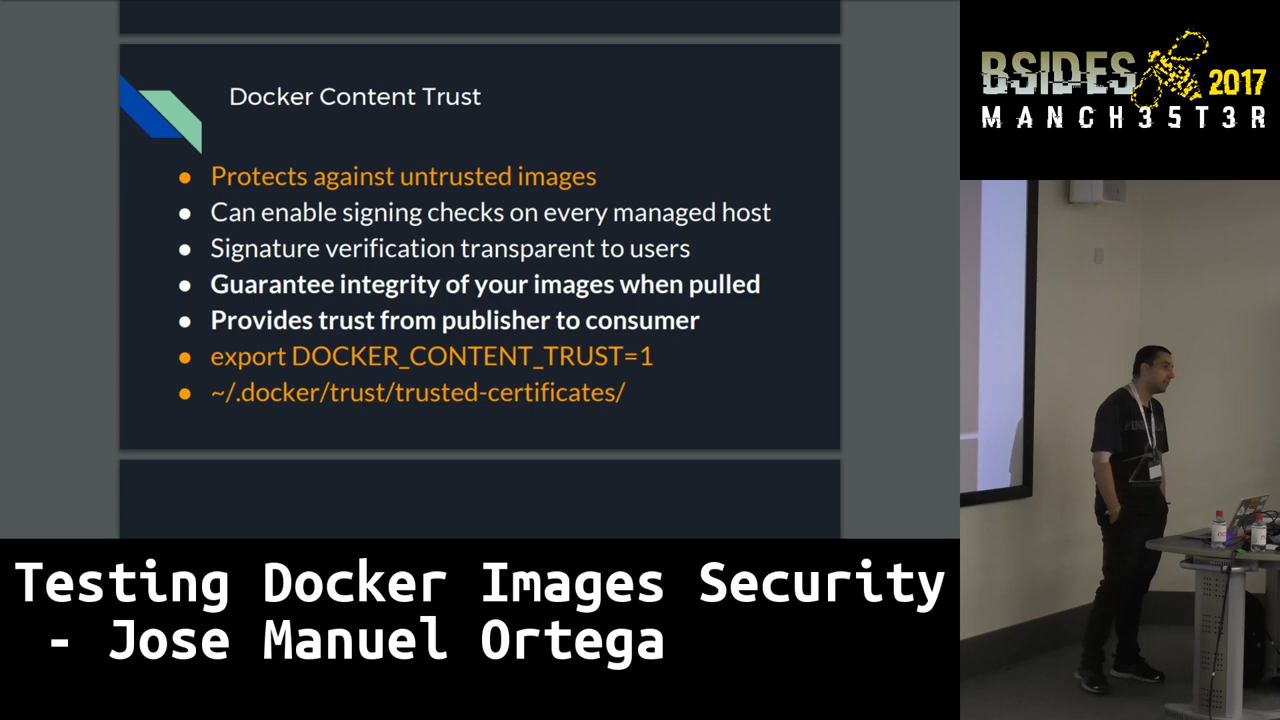 Docker Content Trust
● Protects against untrusted images
● Can enable signing checks on every managed host
● Signature verification transparent to users
● Guarantee integrity of your images when pulled
● Provides trust from publisher to consumer
● export DOCKER_CONTENT_TRUST=1
● ~/.docker/trust/trusted-certificates/
BSIDES 2017
MANCH35T3R
Testing Docker Images Security
- Jose Manuel Ortega